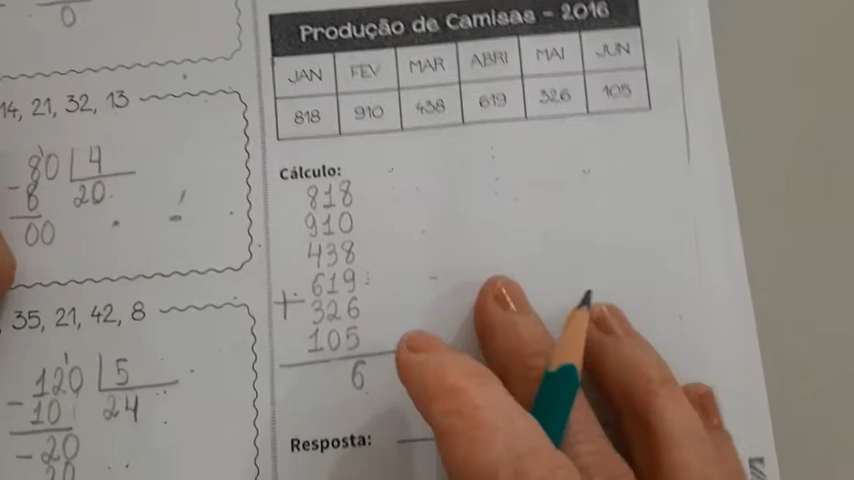 0
14, 21, 32, 13
80 4
- 8 20
00
35, 21, 42, 8
1
120 5
- 10 24
- 20
20
Produção de Camisas - 2016
JAN FEV MAR ABRI MAI JUN
818 910 438 619 326 105
Cálculo:
818
910
438
619
+ 326
105
6
Resposta: